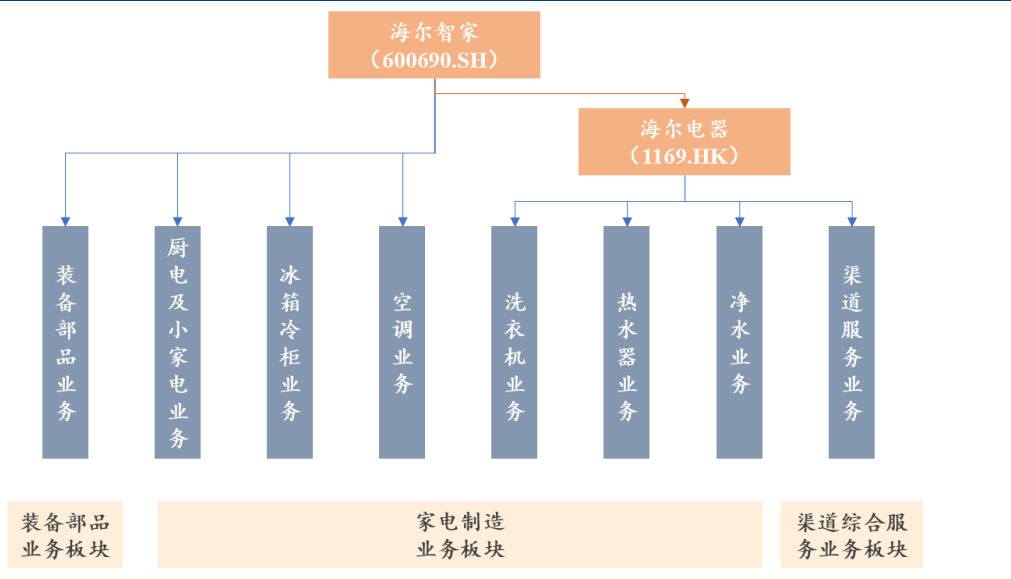 海尔智家
（600690.SH）
海尔电器
（1169.HK）
装备部品业务
厨电及小家电业务
冰箱冷柜业务
空调业务
洗衣机业务
热水器业务
净水业务
渠道服务业务
装备部品
业务板块
家电制造
业务板块
渠道综合服
务业务板块